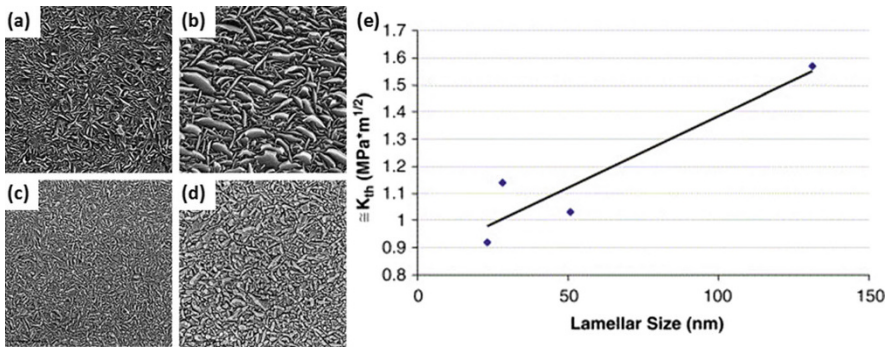 (a)
(b)
(c)
(d)
(e)
≅K_th (MPa*m^1/2)
1.7
1.6
1.5
1.4
1.3
1.2
1.1
1
0.9
0.8
0
50
100
150
Lamellar Size (nm)